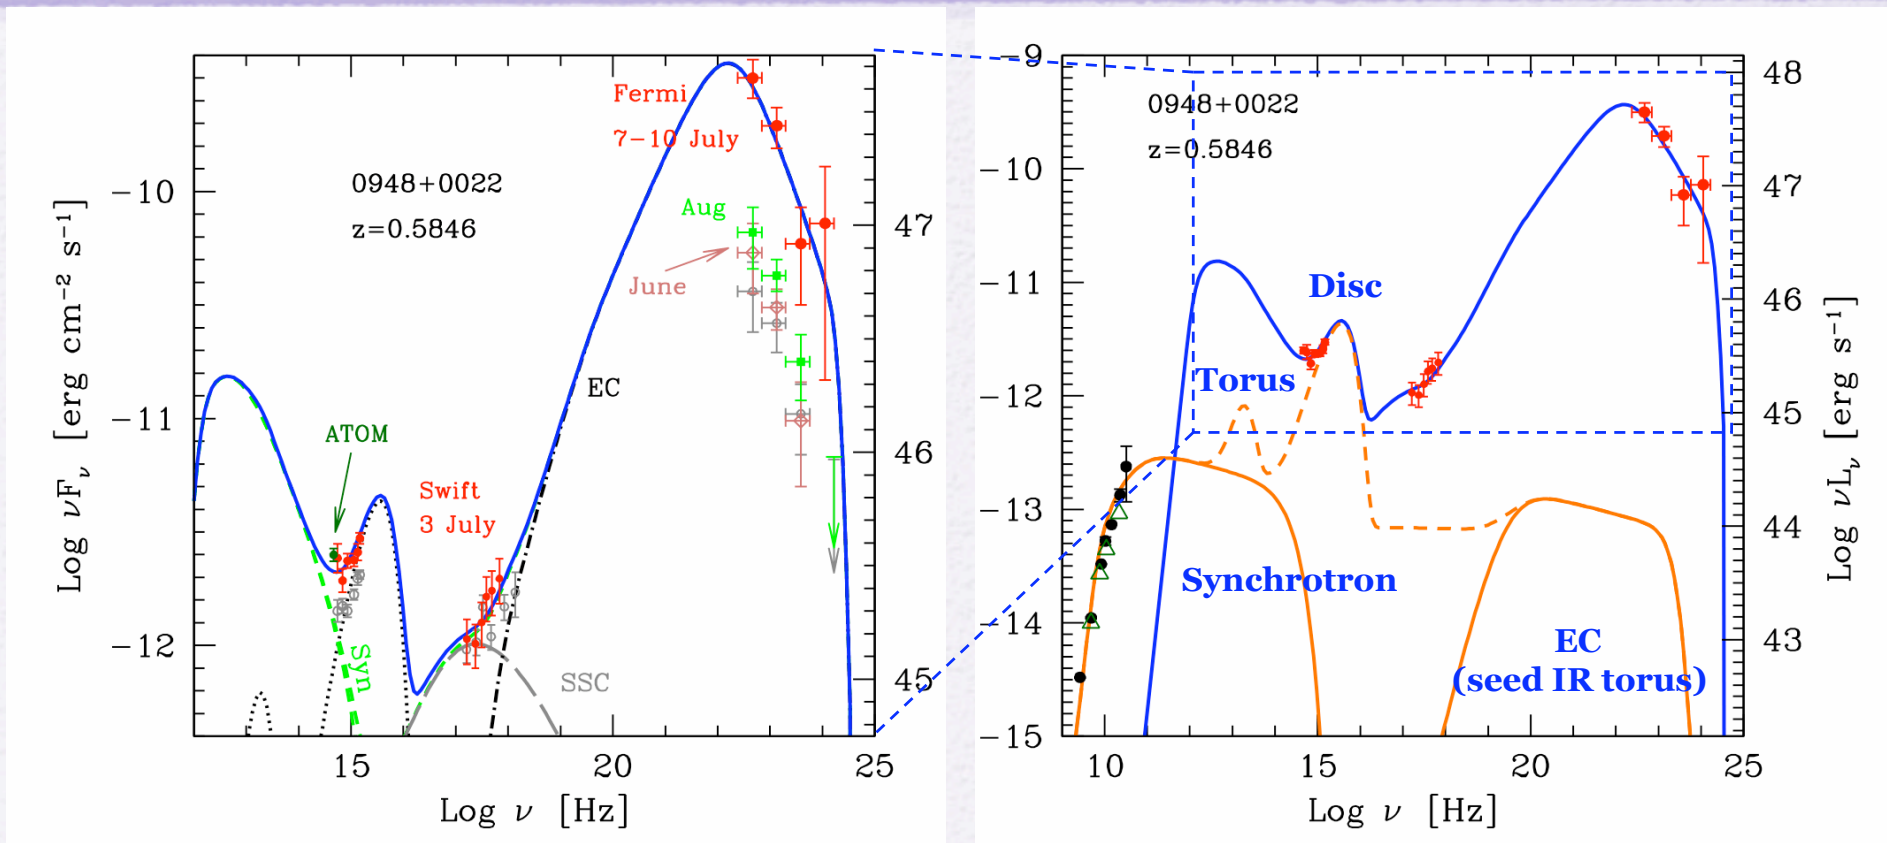 Fermi
7-10 July
0948+0022
z=0.5846
Aug
June
EC
ATOM
Swift
3 July
Syn
SSC
-10
-11
-12
47
46
45
15
20
25
Log ν [Hz]
Log νFν [erg cm⁻² s⁻¹]
0948+0022
z=0.5846
Disc
Torus
Synchrotron
EC
(seed IR torus)
-9
-10
-11
-12
-13
-14
-15
48
47
46
45
44
43
10
15
20
25
Log ν [Hz]
Log νLν [erg s⁻¹]